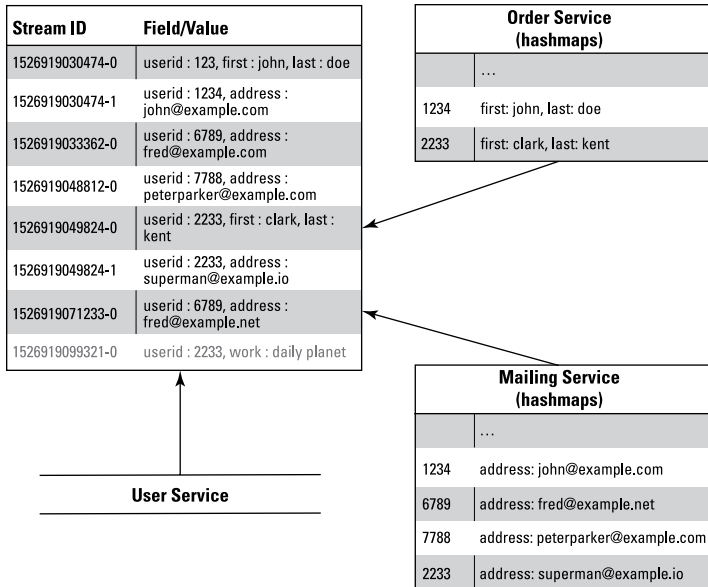 Stream ID Field/Value
1526919030474-0 userid : 123, first : john, last : doe
1526919030474-1 userid : 1234, address :
john@example.com
1526919033362-0 userid : 6789, address :
fred@example.com
1526919048812-0 userid : 7788, address :
peterparker@example.com
1526919049824-0 userid : 2233, first : clark, last :
kent
1526919049824-1 userid : 2233, address :
superman@example.io
1526919071233-0 userid : 6789, address :
fred@example.net
1526919099321-0 userid : 2233, work : daily planet
User Service
Order Service
(hashmaps)
...
1234 first: john, last: doe
2233 first: clark, last: kent
Mailing Service
(hashmaps)
...
1234 address: john@example.com
6789 address: fred@example.net
7788 address: peterparker@example.com
2233 address: superman@example.io